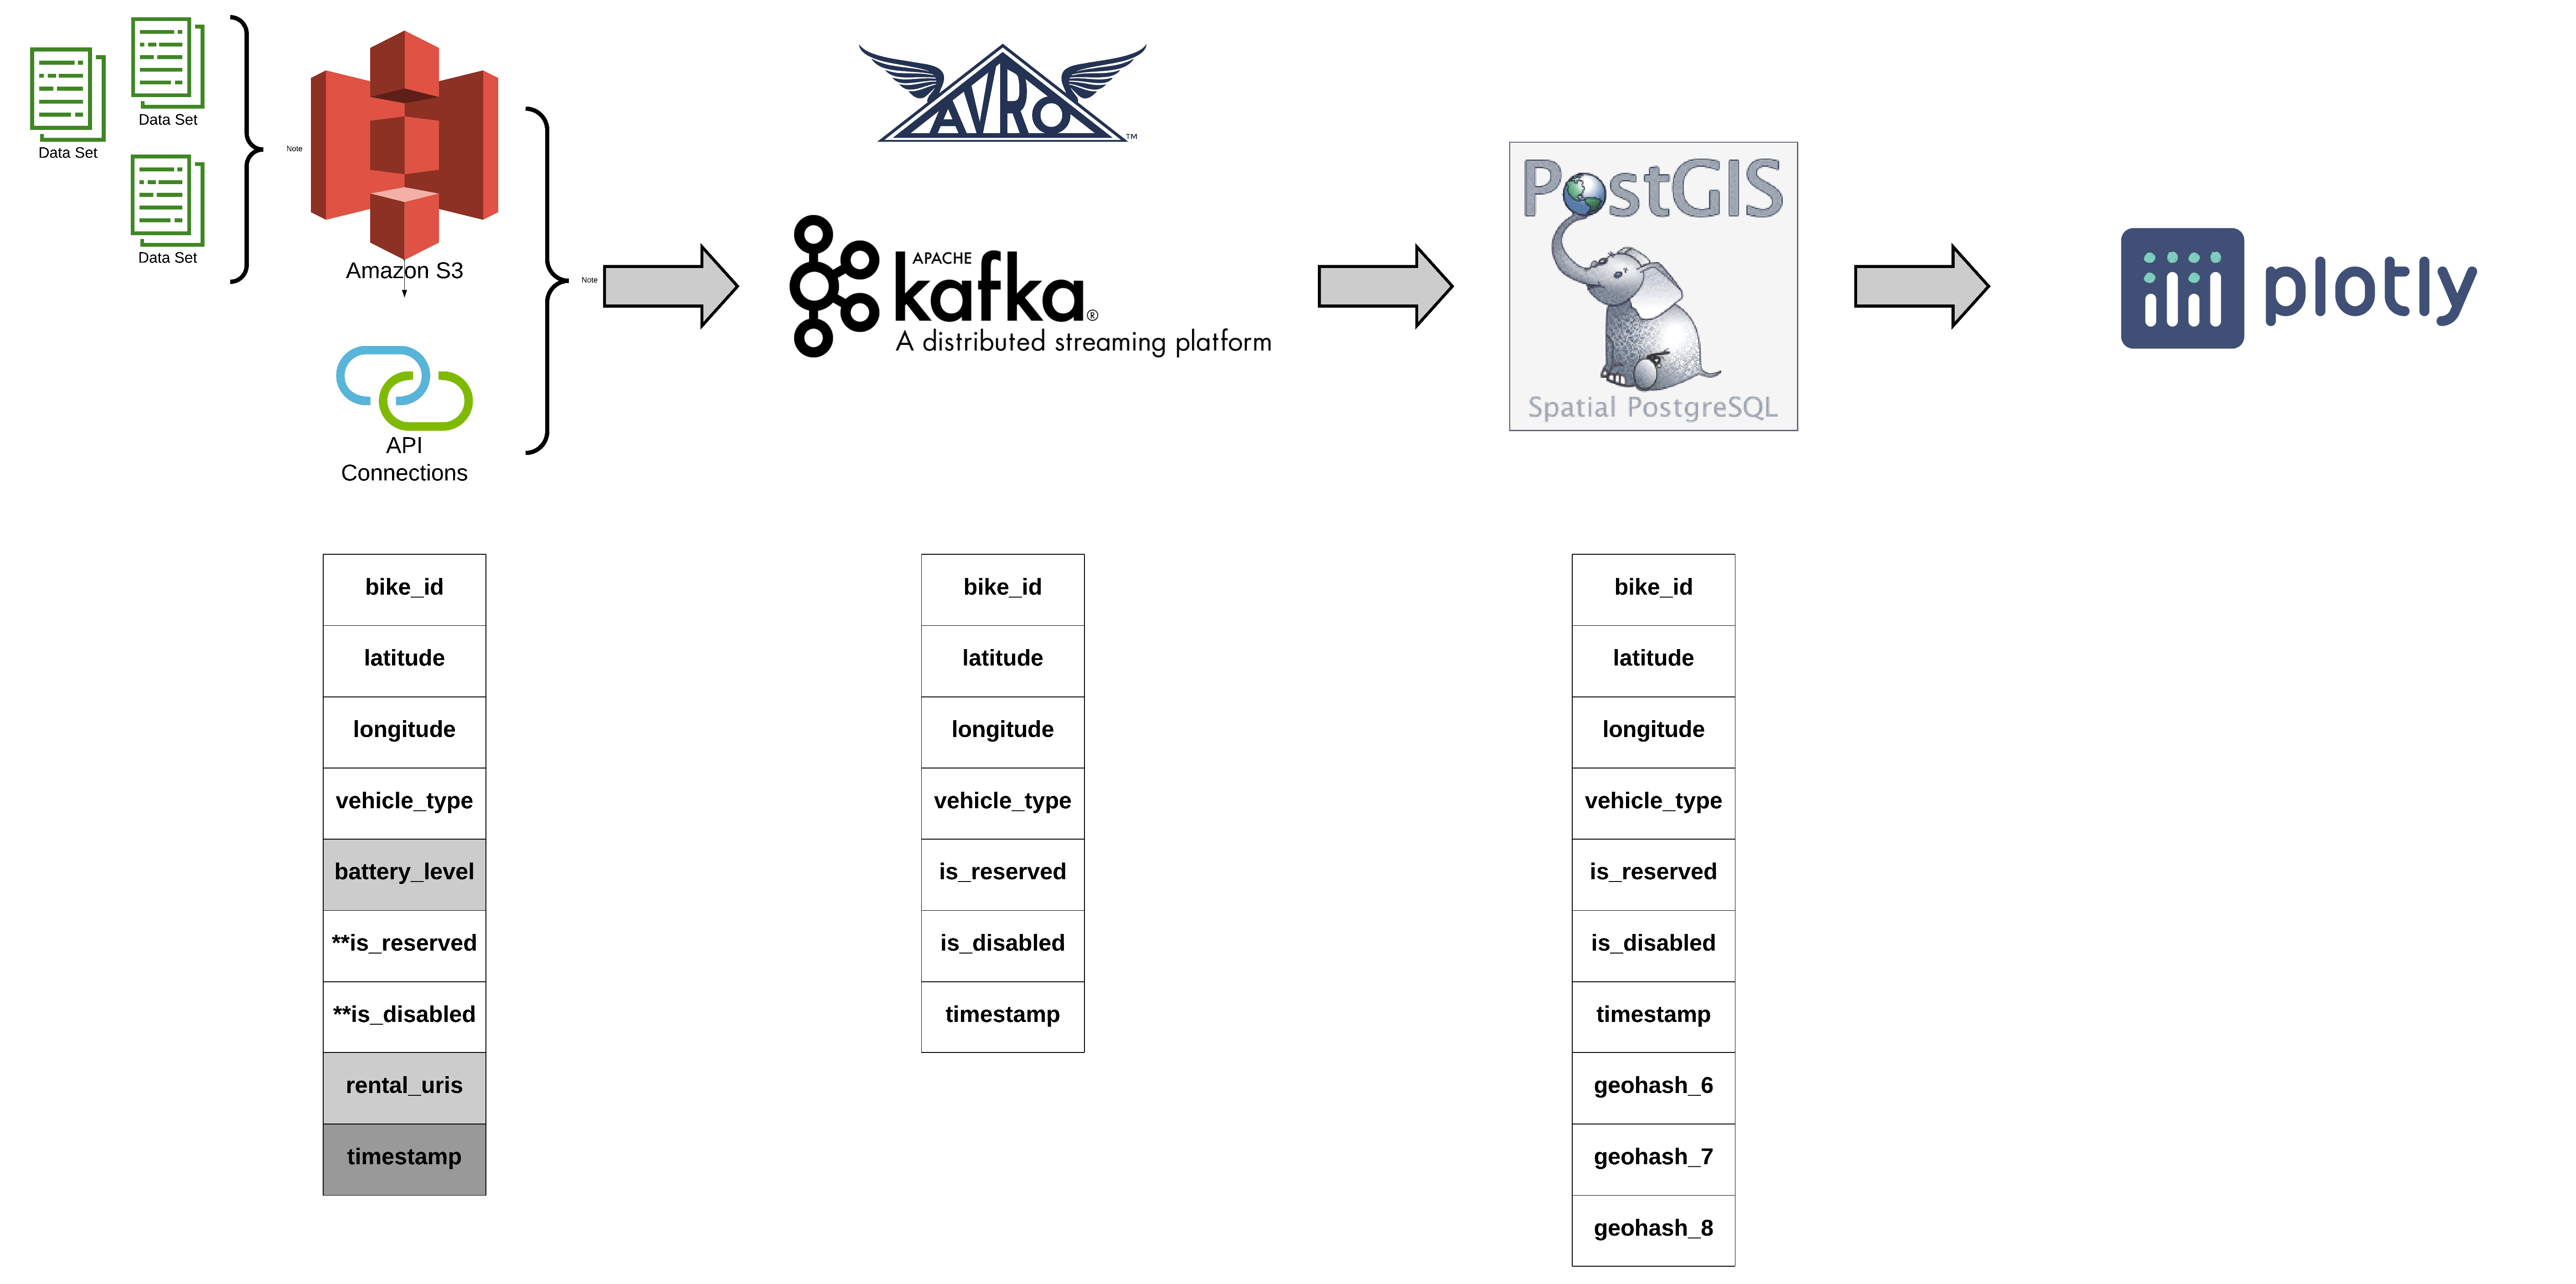 Data Set
Data Set
Data Set
Note
Amazon S3
API
Connections
Note
AVRO™
APACHE
kafka®
A distributed streaming platform
PostGIS
Spatial PostgreSQL
plotly
bike_id
latitude
longitude
vehicle_type
battery_level
**is_reserved
**is_disabled
rental_uris
timestamp
bike_id
latitude
longitude
vehicle_type
is_reserved
is_disabled
timestamp
bike_id
latitude
longitude
vehicle_type
is_reserved
is_disabled
timestamp
geohash_6
geohash_7
geohash_8